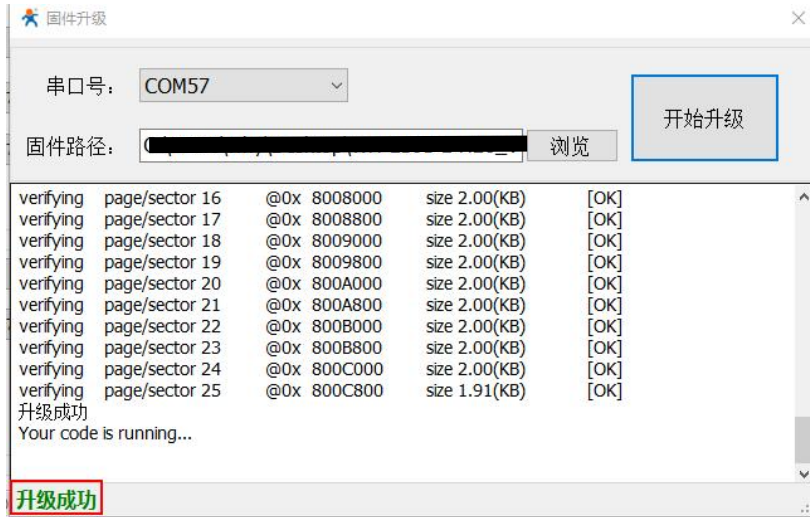 固件升级
串口号： COM57
开始升级
固件路径： 浏览
verifying page/sector 16 @0x 8008000 size 2.00(KB) [OK]
verifying page/sector 17 @0x 8008800 size 2.00(KB) [OK]
verifying page/sector 18 @0x 8009000 size 2.00(KB) [OK]
verifying page/sector 19 @0x 8009800 size 2.00(KB) [OK]
verifying page/sector 20 @0x 800A000 size 2.00(KB) [OK]
verifying page/sector 21 @0x 800A800 size 2.00(KB) [OK]
verifying page/sector 22 @0x 800B000 size 2.00(KB) [OK]
verifying page/sector 23 @0x 800B800 size 2.00(KB) [OK]
verifying page/sector 24 @0x 800C000 size 2.00(KB) [OK]
verifying page/sector 25 @0x 800C800 size 1.91(KB) [OK]
升级成功
Your code is running...
升级成功